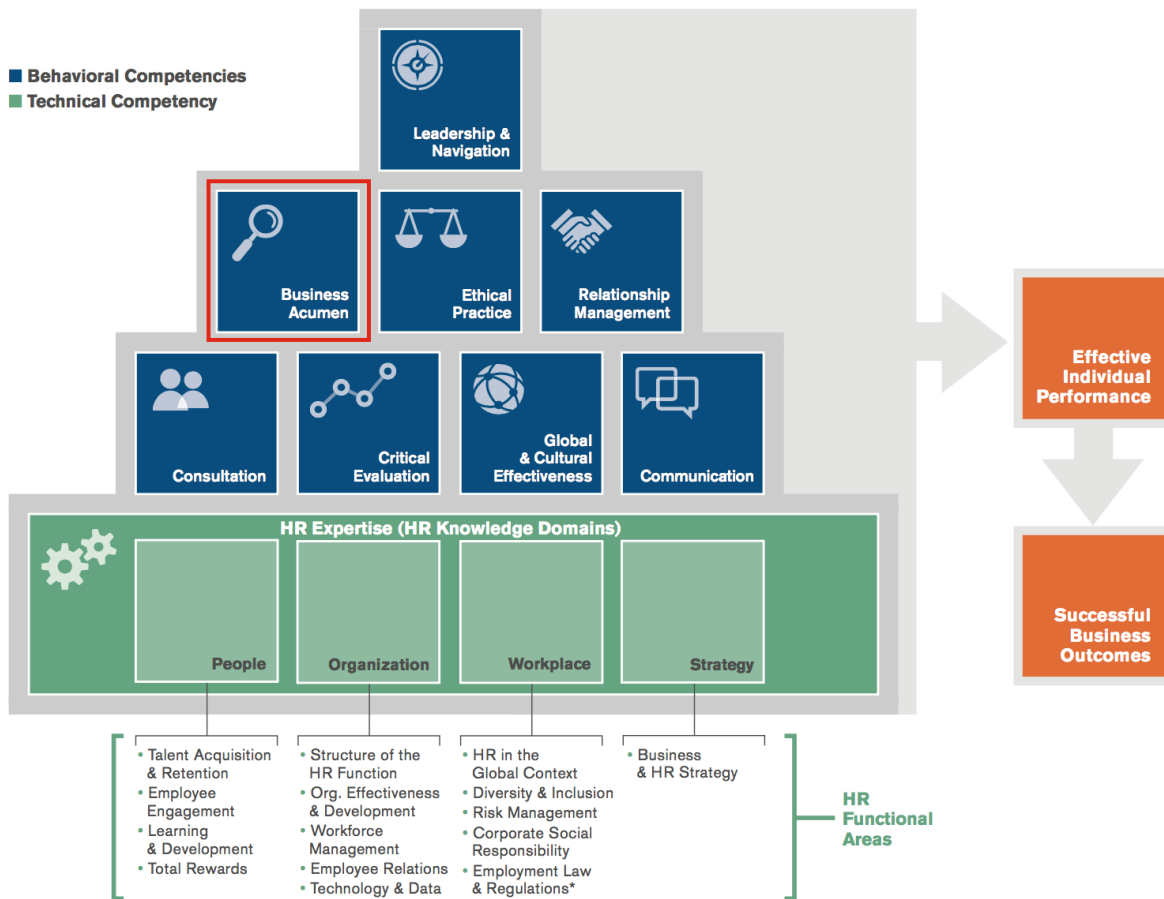 Behavioral Competencies
Technical Competency
Leadership &
Navigation
Business
Acumen
Ethical
Practice
Relationship
Management
Consultation
Critical
Evaluation
Global
& Cultural
Effectiveness
Communication
HR Expertise (HR Knowledge Domains)
People
Organization
Workplace
Strategy
• Talent Acquisition
& Retention
• Employee
Engagement
• Learning
& Development
• Total Rewards
• Structure of the
HR Function
• Org. Effectiveness
& Development
• Workforce
Management
• Employee Relations
• Technology & Data
• HR in the
Global Context
• Diversity & Inclusion
• Risk Management
• Corporate Social
Responsibility
• Employment Law
& Regulations*
• Business
& HR Strategy
HR
Functional
Areas
Effective
Individual
Performance
Successful
Business
Outcomes